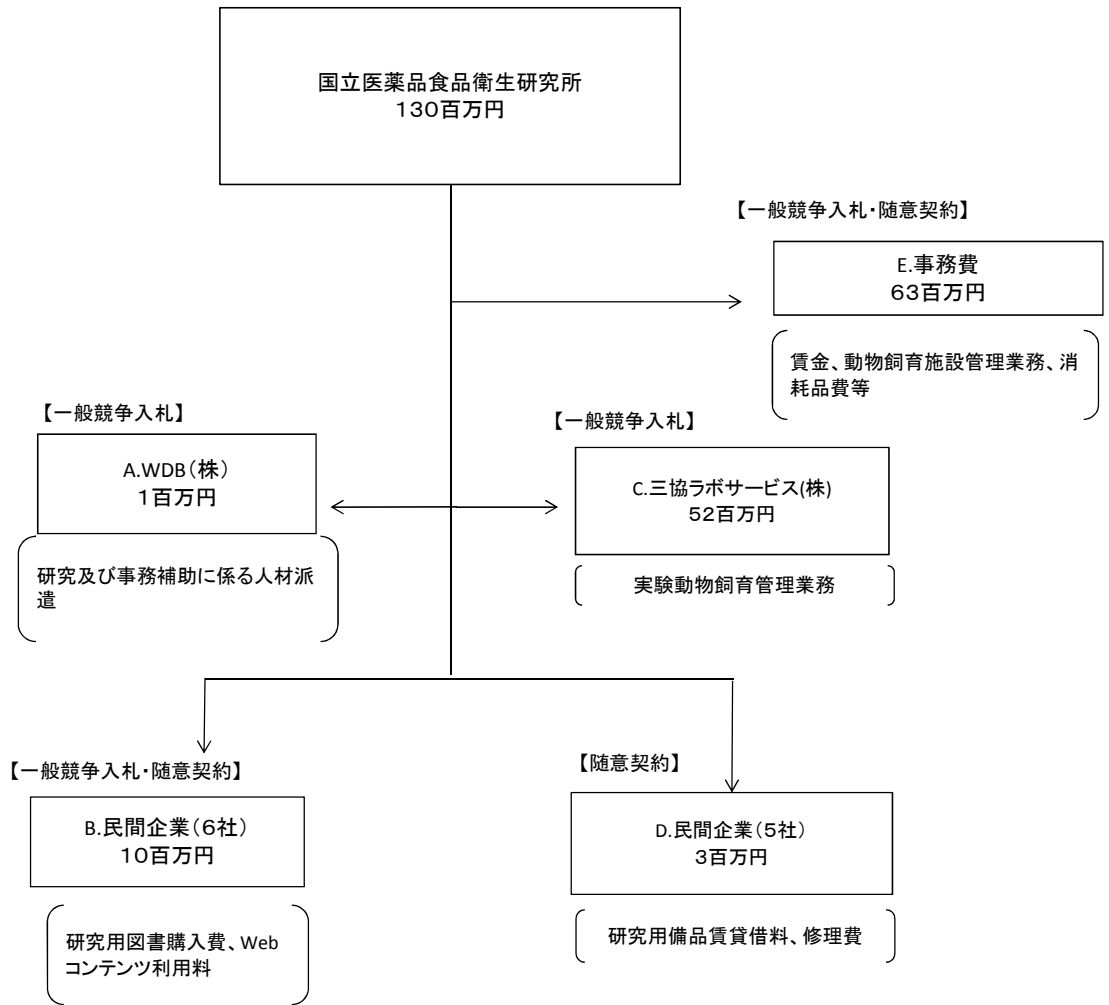 国立医薬品食品衛生研究所
130百万円
【一般競争入札・随意契約】
E.事務費
63百万円
賃金、動物飼育施設管理業務、消
耗品費等
【一般競争入札】
A.WDB(株)
1百万円
研究及び事務補助に係る人材派
遣
【一般競争入札】
C.三協ラボサービス(株)
52百万円
実験動物飼育管理業務
【一般競争入札・随意契約】
B.民間企業(6社)
10百万円
研究用図書購入費、Web
コンテンツ利用料
【随意契約】
D.民間企業(5社)
3百万円
研究用備品賃貸借料、修理費